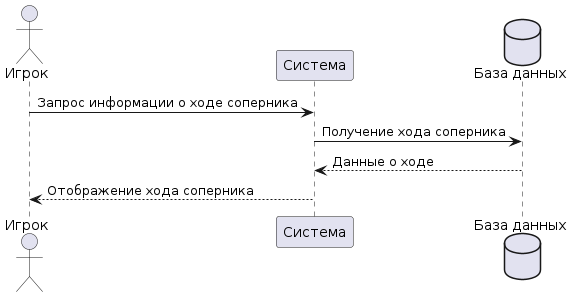 Игрок
Система
База данных
Запрос информации о ходе соперника
Получение хода соперника
Данные о ходе
Отображение хода соперника
Игрок
Система
База данных